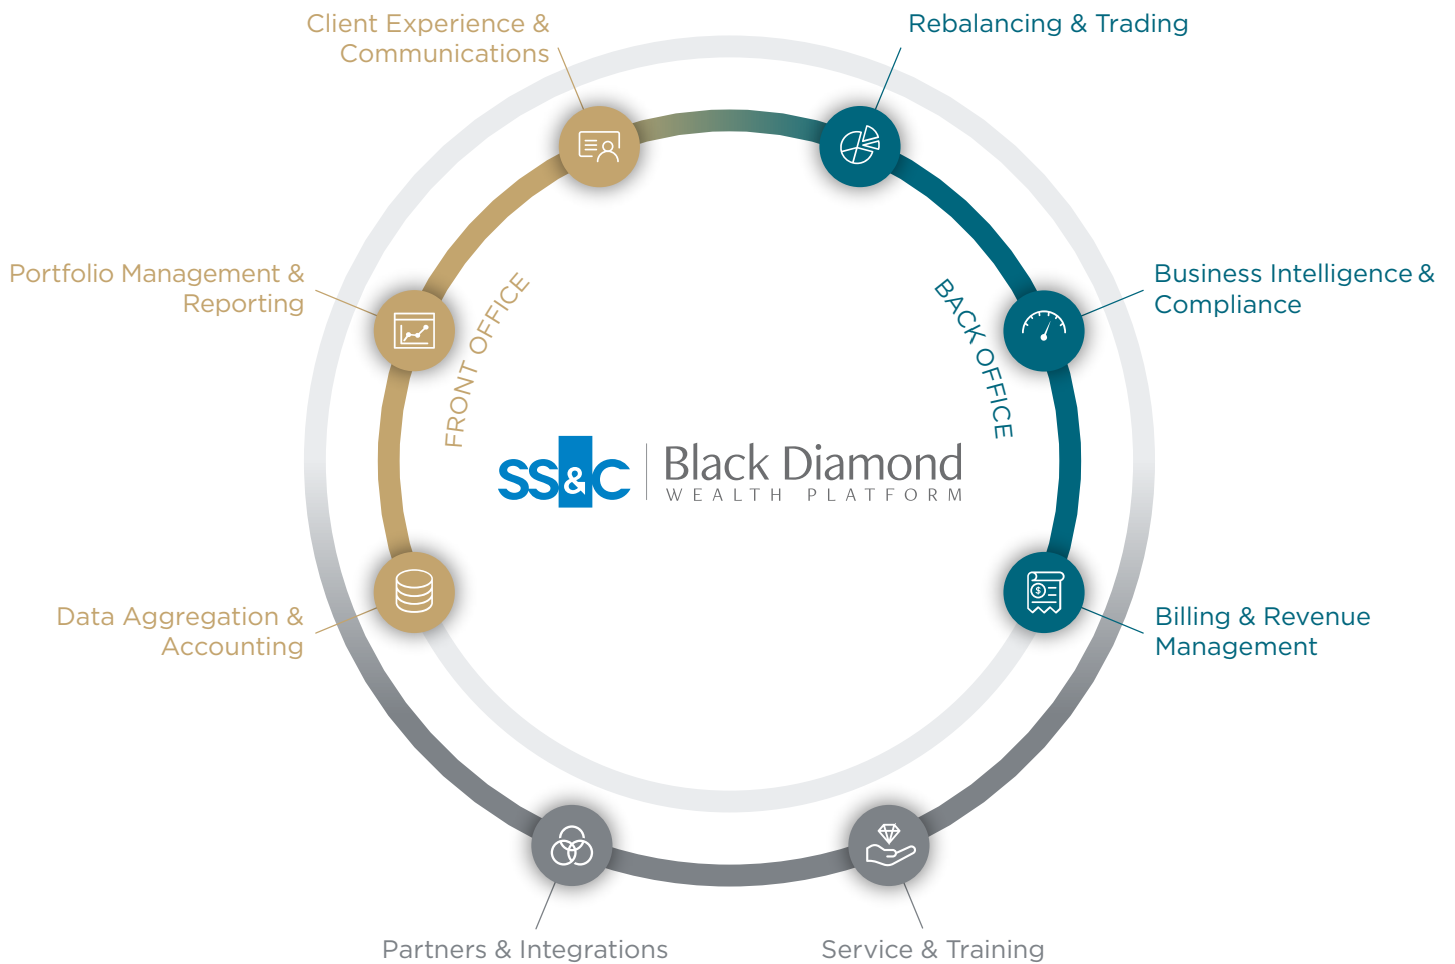 Client Experience &
Communications
Rebalancing & Trading
Portfolio Management &
Reporting
Business Intelligence &
Compliance
FRONT OFFICE
BACK OFFICE
SS&C
Black Diamond
WEALTH PLATFORM
$
Data Aggregation &
Accounting
Billing & Revenue
Management
Partners & Integrations
Service & Training